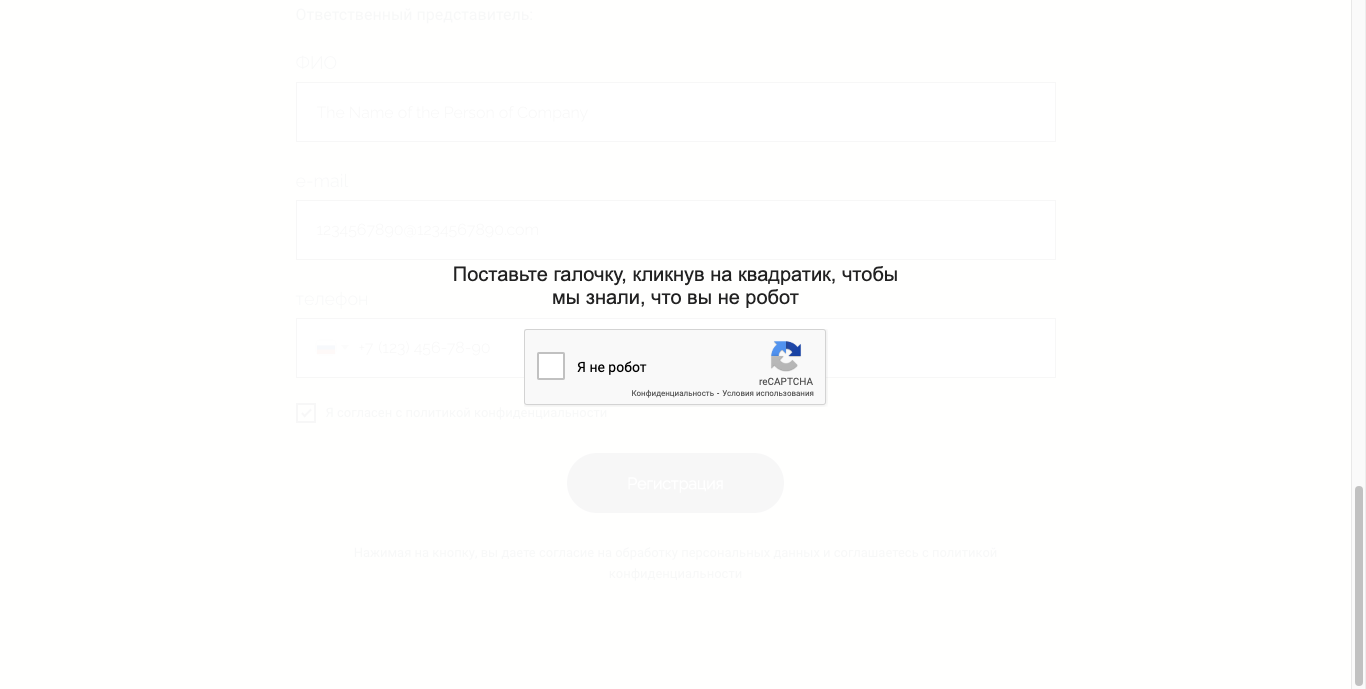 Ответственный представитель
ФИО
The Name of the Person of Company
e-mail
1234567890@1234567890.com
Поставьте галочку, кликнув на квадратик, чтобы
мы знали, что вы не робот
телефон
+7 (123) 456-78-90
Я не робот
reCAPTCHA
Конфиденциальность - Условия использования
Я согласен с политикой конфиденциальности
Регистрация
Нажимая на кнопку, вы даете согласие на обработку персональных данных и соглашаетесь c политикой
конфиденциальности